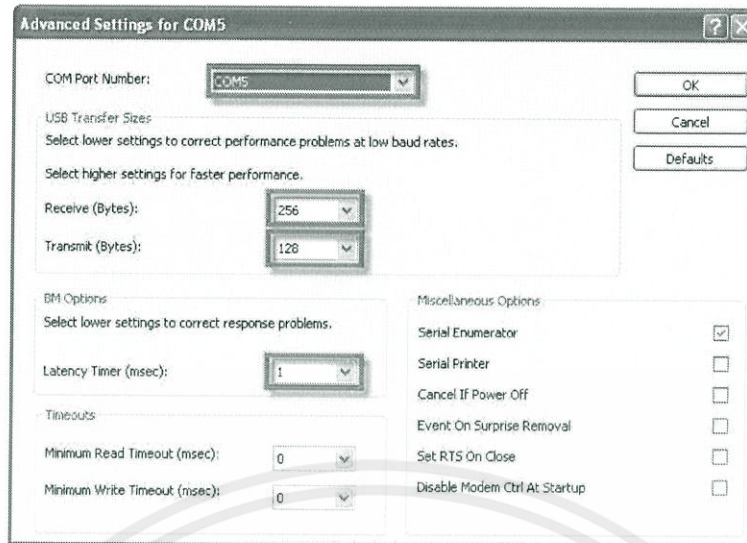 Advanced Settings for COM5
COM Port Number:
COM5
OK
Cancel
Defaults
USB Transfer Sizes
Select lower settings to correct performance problems at low baud rates.
Select higher settings for faster performance.
Receive (Bytes):
256
Transmit (Bytes):
128
BM Options
Select lower settings to correct response problems.
Latency Timer (msec):
1
Timeouts
Minimum Read Timeout (msec):
0
Minimum Write Timeout (msec):
0
Miscellaneous Options
Serial Enumerator
Serial Printer
Cancel If Power Off
Event On Surprise Removal
Set RTS On Close
Disable Modem Ctrl At Startup